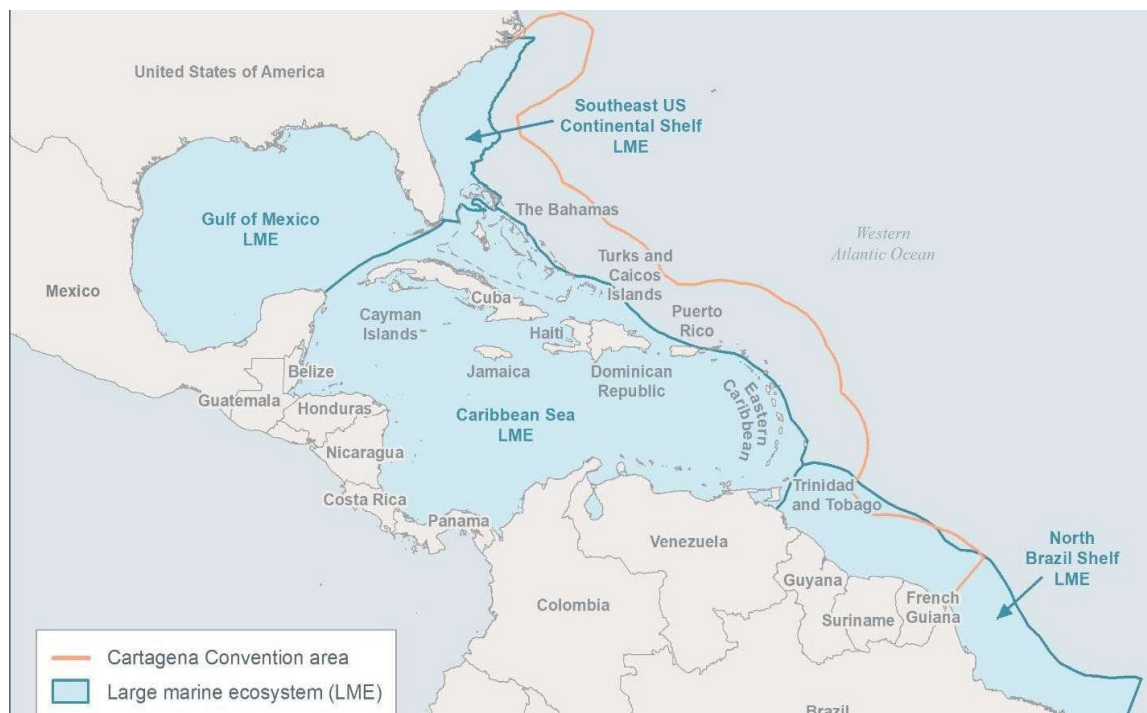 United States of America
Southeast US
Continental Shelf
LME
Gulf of Mexico
LME
The Bahamas
Western
Atlantic Ocean
Turks and
Caicos
Islands
Mexico
Cuba
Cayman
Islands
Puerto
Rico
Haiti
Belize
Jamaica
Dominican
Republic
Guatemala
Honduras
Caribbean Sea
LME
Eastern
Caribbean
Nicaragua
Costa Rica
Panama
Trinidad
and Tobago
Venezuela
North
Brazil Shelf
LME
Guyana
Colombia
Suriname
French
Guiana
Cartagena Convention area
Large marine ecosystem (LME)
Brazil